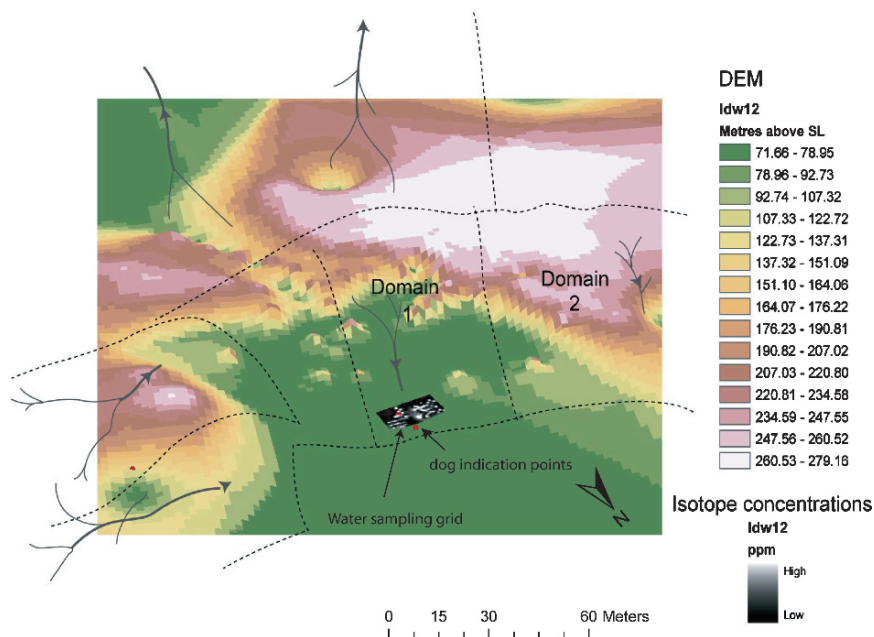 DEM
ldw12
Metres above SL
71.66 - 78.95
78.96 - 92.73
92.74 - 107.32
107.33 - 122.72
122.73 - 137.31
137.32 - 151.09
151.10 - 164.06
164.07 - 176.22
176.23 - 190.81
190.82 - 207.02
207.03 - 220.80
220.81 - 234.58
234.59 - 247.55
247.56 - 260.52
260.53 - 279.16
Domain
1
Domain
2
dog indication points
Water sampling grid
N
Isotope concentrations
ldw12
ppm
High
Low
0 15 30 60 Meters